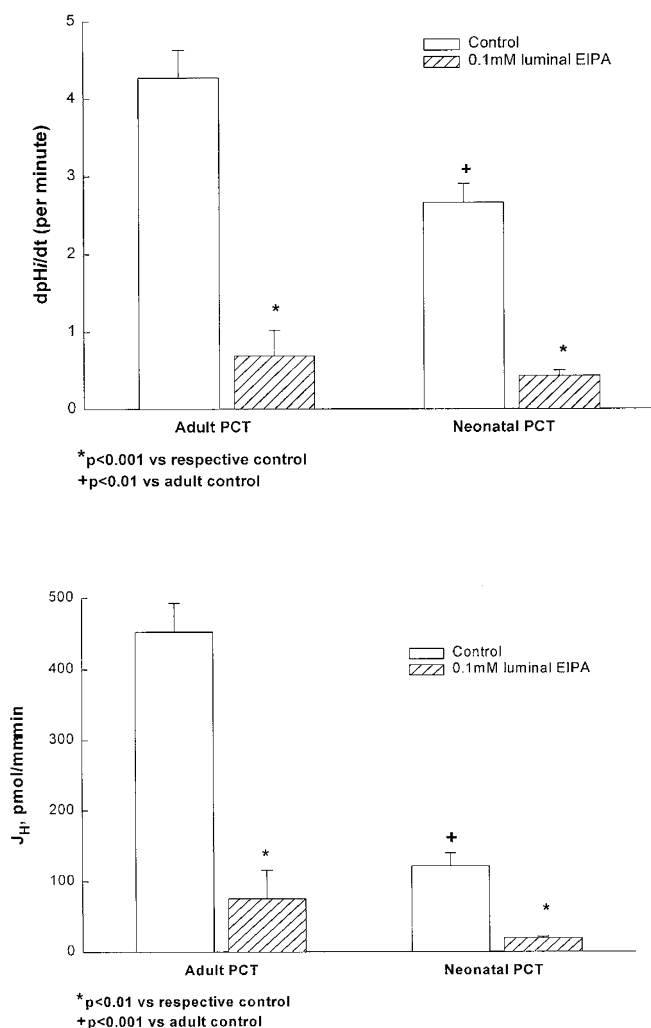 5
Control
0.1mM luminal EIPA
4
3
+
2
dpHi/dt (per minute)
1
*
*
0
Adult PCT Neonatal PCT
*p<0.001 vs respective control
+p<0.01 vs adult control
500
Control
0.1mM luminal EIPA
400
300
JH, pmol/mmmin
200
+
100
*
*
0
Adult PCT Neonatal PCT
*p<0.01 vs respective control
+p<0.001 vs adult control